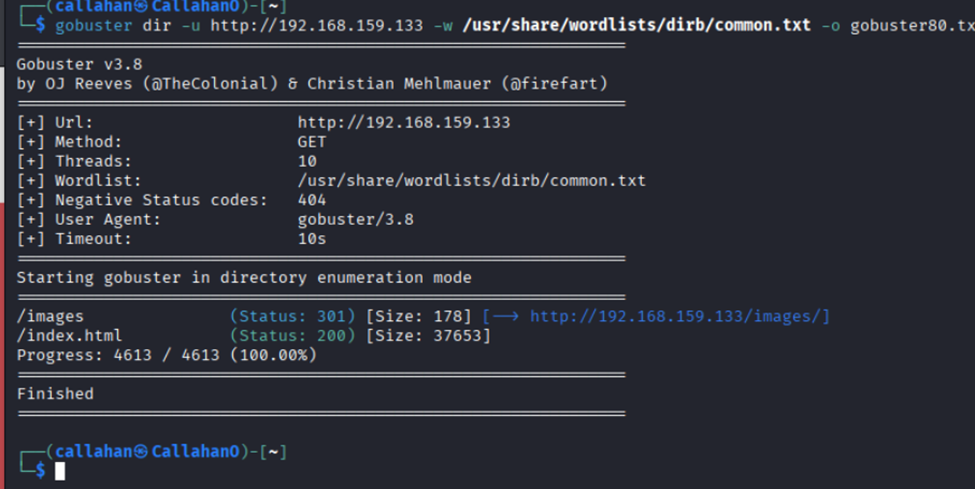 (callahan㉿Callahan0)-[~]
$ gobuster dir -u http://192.168.159.133 -w /usr/share/wordlists/dirb/common.txt -o gobuster80.tx
Gobuster v3.8
by OJ Reeves (@TheColonial) & Christian Mehlmauer (@firefart)
[+] Url: http://192.168.159.133
[+] Method: GET
[+] Threads: 10
[+] Wordlist: /usr/share/wordlists/dirb/common.txt
[+] Negative Status codes: 404
[+] User Agent: gobuster/3.8
[+] Timeout: 10s
Starting gobuster in directory enumeration mode
/images (Status: 301) [Size: 178] [--> http://192.168.159.133/images/]
/index.html (Status: 200) [Size: 37653]
Progress: 4613 / 4613 (100.00%)
Finished
(callahan㉿Callahan0)-[~]
$